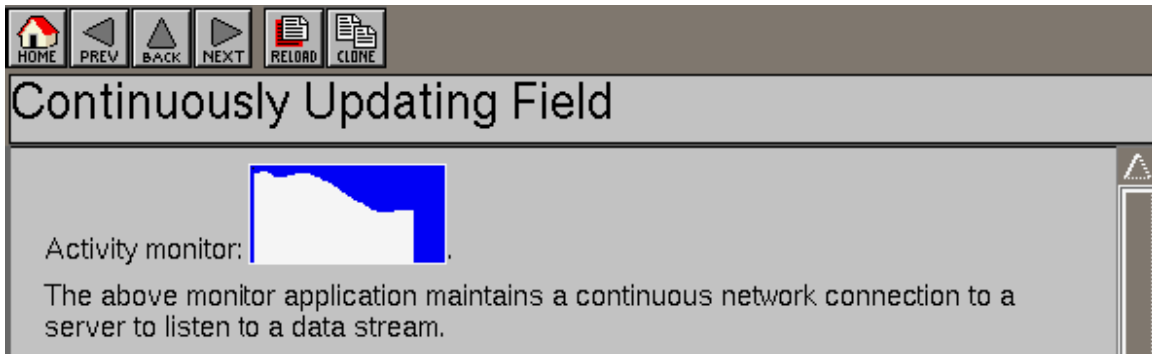 HOME PREV BACK NEXT RELOAD CLONE
Continuously Updating Field
Activity monitor: .
The above monitor application maintains a continuous network connection to a
server to listen to a data stream.